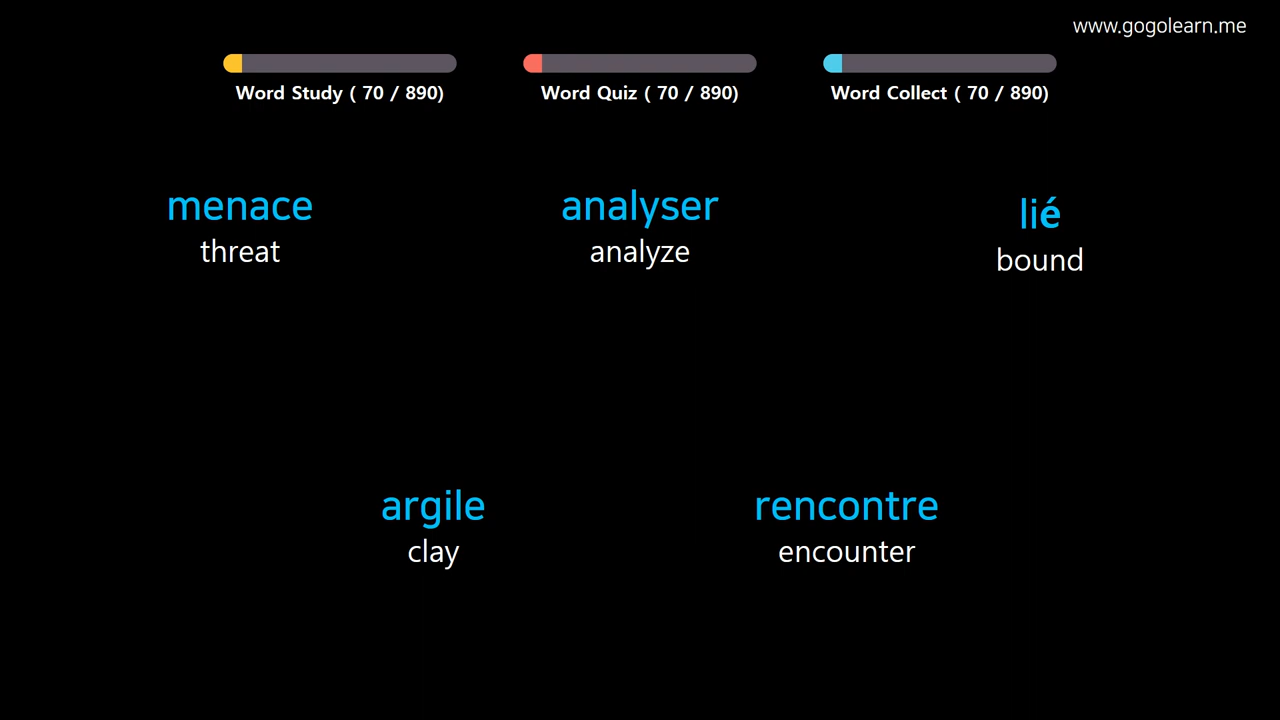 www.gogolearn.me
Word Study ( 70 / 890)
Word Quiz ( 70 / 890)
Word Collect ( 70 / 890)
menace
threat
analyser
analyze
lié
bound
argile
clay
rencontre
encounter